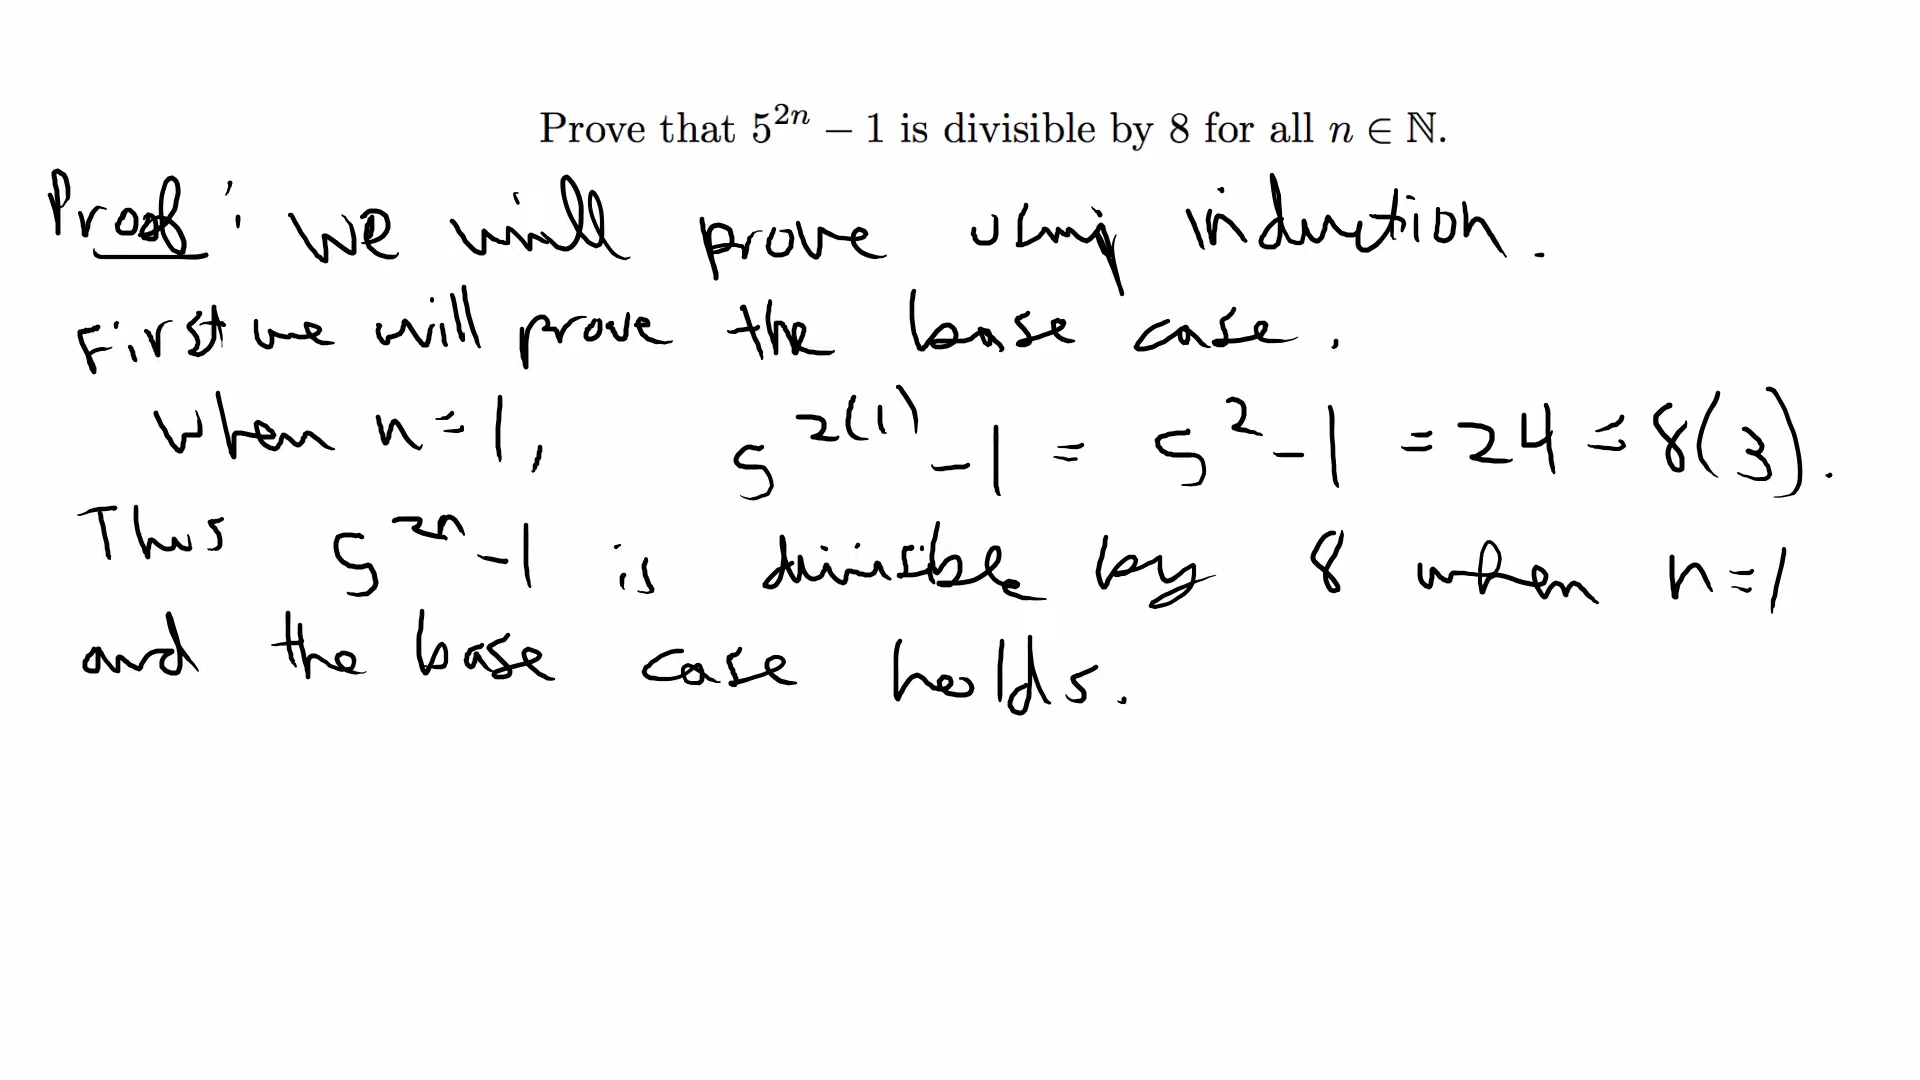 Prove that 5^{2n} − 1 is divisible by 8 for all n ∈ ℕ.
Proof: We will prove using induction.
First we will prove the base case.
When n=1, 5^{2(1)} -1 = 5^2 -1 = 24 = 8(3).
Thus 5^{2n} -1 is divisible by 8 when n=1
and the base case holds.